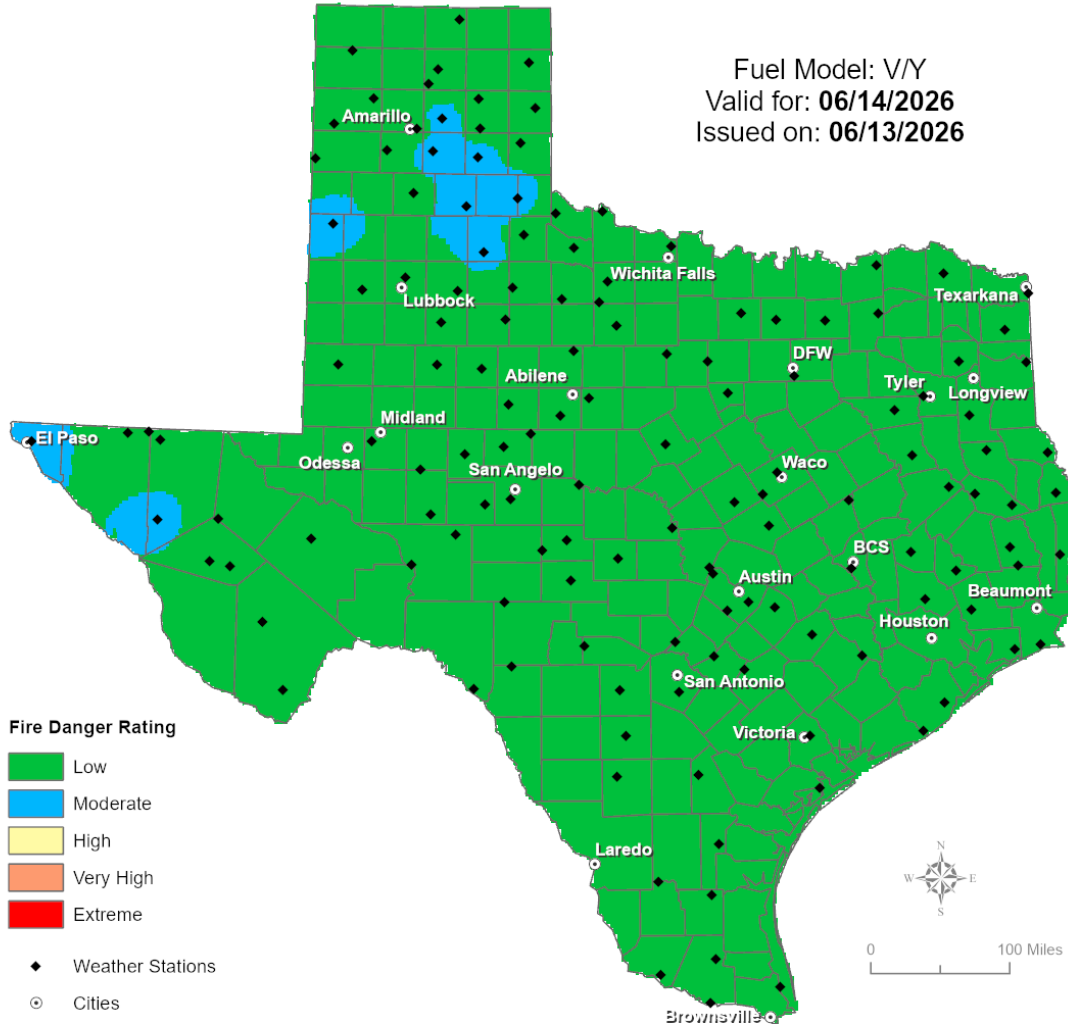 Fuel Model: V/Y
Valid for: 06/14/2026
Issued on: 06/13/2026
Amarillo
Wichita Falls
Lubbock
Texarkana
DFW
Abilene
Tyler
Longview
Midland
El Paso
Odessa
San Angelo
Waco
BCS
Austin
Beaumont
Houston
San Antonio
Victoria
Laredo
Brownsville
Fire Danger Rating
Low
Moderate
High
Very High
Extreme
Weather Stations
Cities
N
W E
S
0 100 Miles